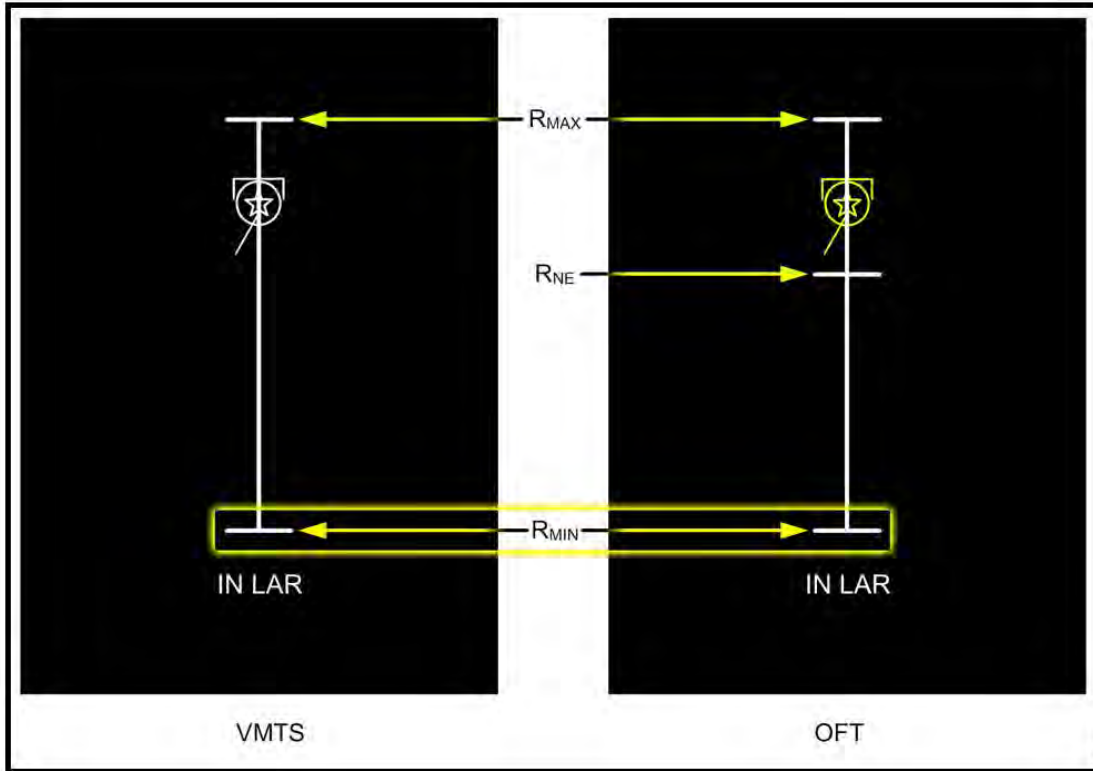 RMAX
RNE
RMIN
IN LAR
IN LAR
VMTS
OFT